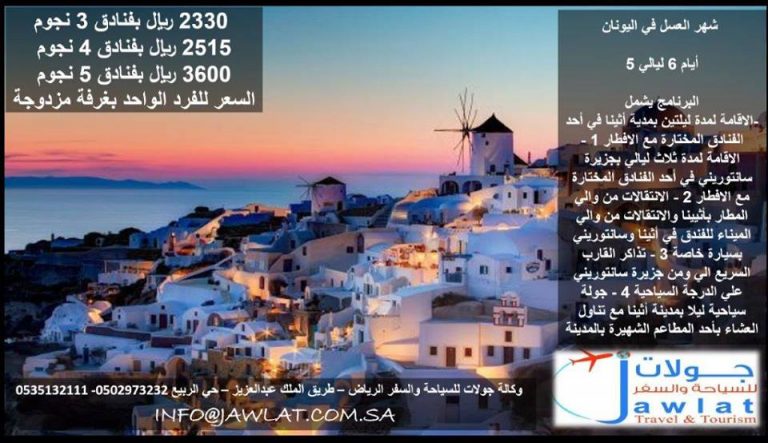 2330 ريال بفنادق 3 نجوم
2515 ريال بفنادق 4 نجوم
3600 ريال بفنادق 5 نجوم
السعر للفرد الواحد بغرفة مزدوجة
شهر العسل في اليونان
أيام 6 ليالي 5
البرنامج يشمل
-الاقامة لمدة ليلتين بمدية أثينا في أحد
الفنادق المختارة مع الافطار 1 -
الاقامة لمدة ثلاث ليالي بجزيرة
سانتوريني في أحد الفنادق المختارة
مع الافطار 2 - الانتقالات من والي
المطار بأثيينا والانتقالات من والي
الميناء للفندق في أثينا وسانتوريني
بسيارة خاصة 3 - تذاكر القارب
السريع الي ومن جزيرة سانتوريني
علي الدرجة السياحية 4 - جولة
سياحية ليلا بمدينة أثينا مع تناول
العشاء بأحد المطاعم الشهيرة بالمدينة
جولات
للسياحة والسفر
Jawlat
Travel & Tourism
وكالة جولات للسياحة والسفر الرياض – طريق الملك عبدالعزيز – حي الربيع 0502973232- 0535132111
INFO@JAWLAT.COM.SA